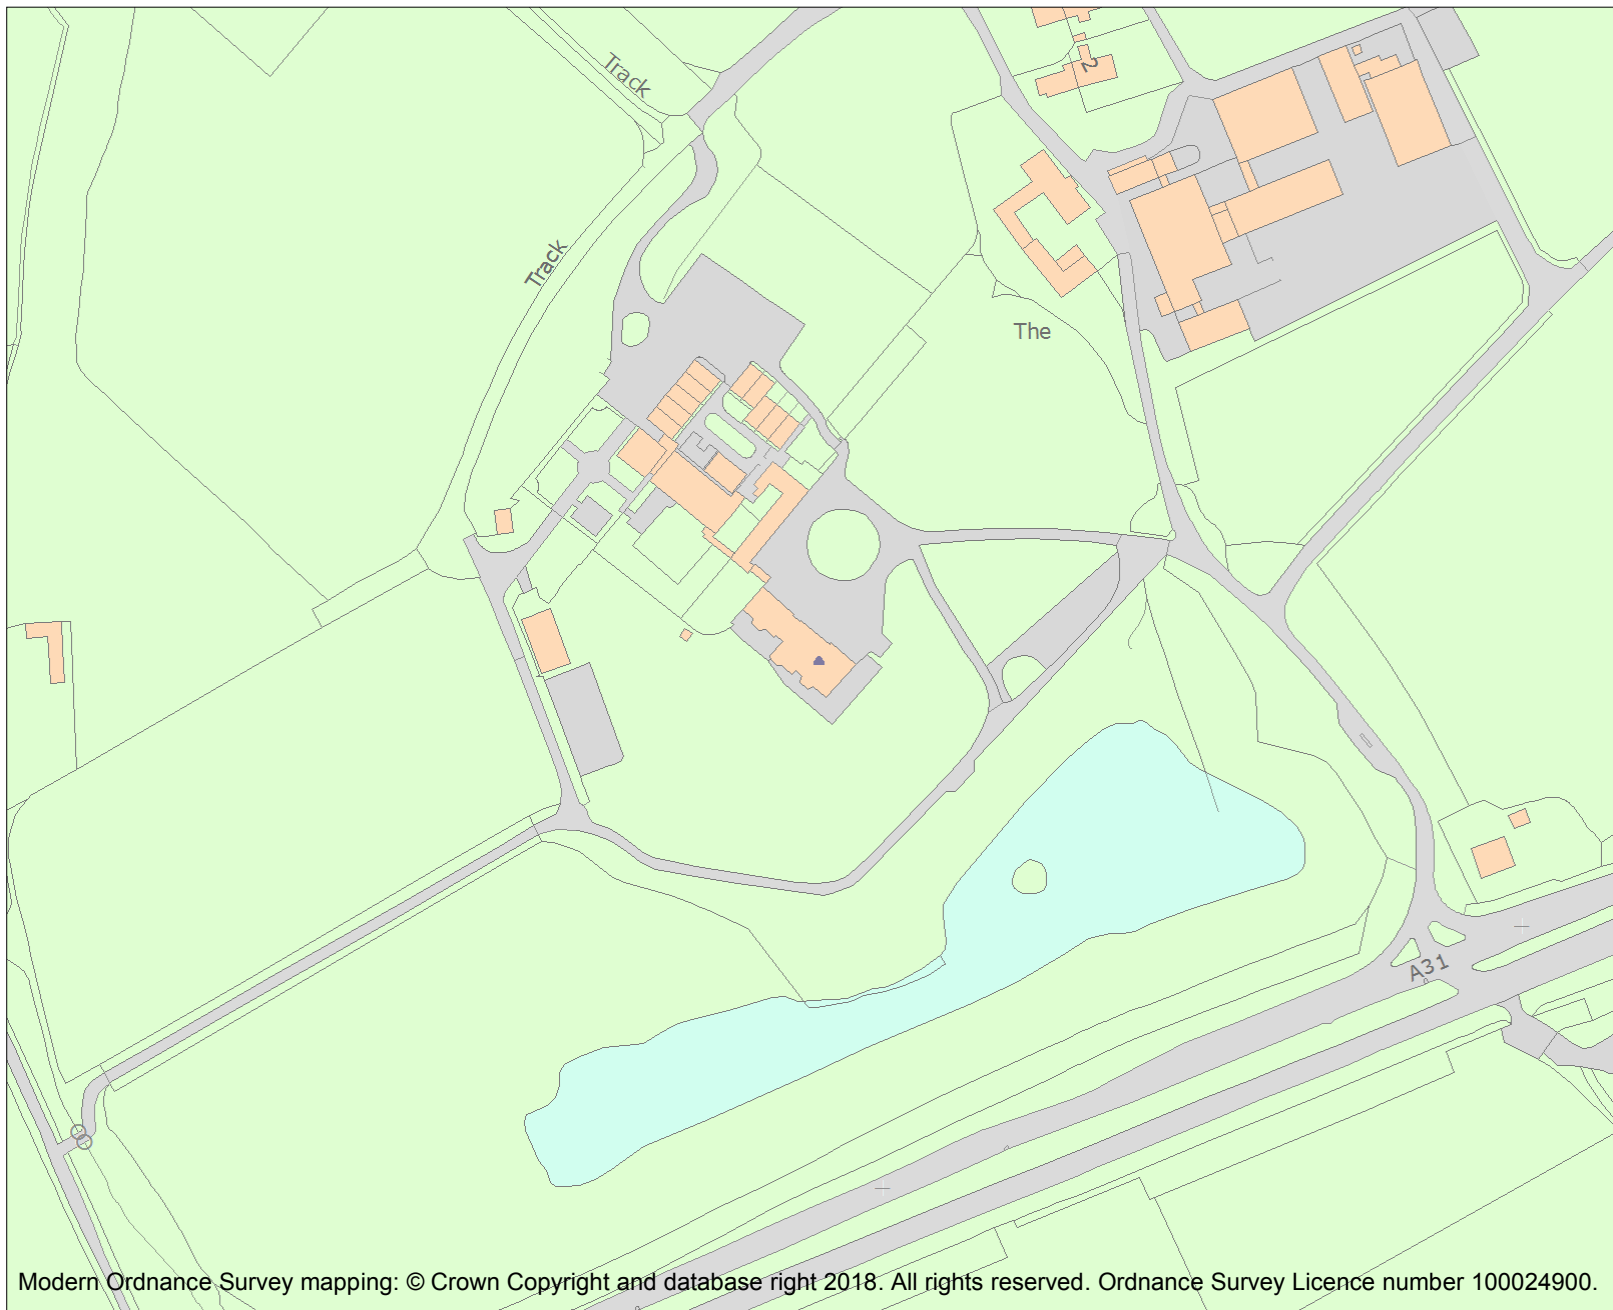 Track
2
Track
The
A31
Modern Ordnance Survey mapping: © Crown Copyright and database right 2018. All rights reserved. Ordnance Survey Licence number 100024900.